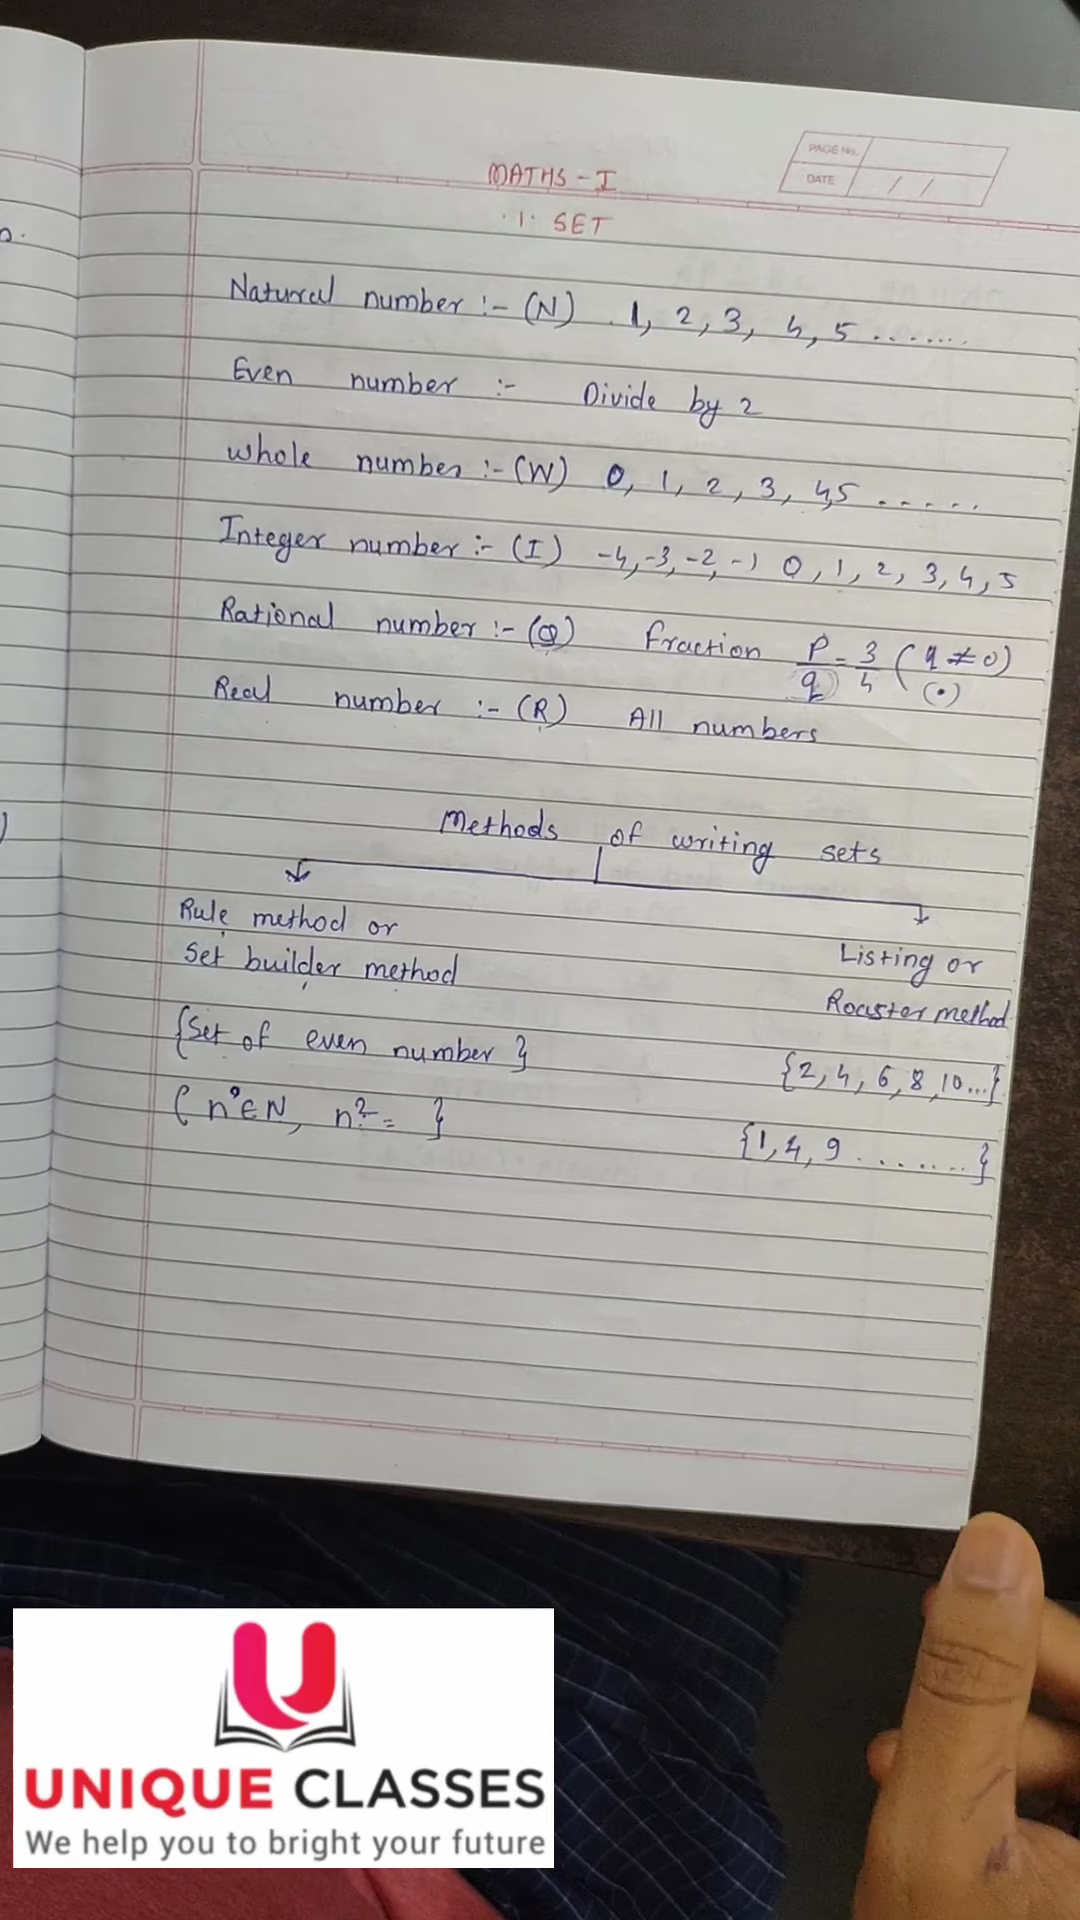 PAGE No.
DATE / /
MATHS - I
1. SET
Natural number :- (N) 1, 2, 3, 4, 5 .......
Even number :- Divide by 2
Whole number :- (W) 0, 1, 2, 3, 4,5 .....
Integer number :- (I) -4, -3, -2, -1 0, 1, 2, 3, 4, 5
Rational number :- (Q) fraction P/q = 3/4 (q ≠ 0)
(•)
Real number :- (R) All numbers
Methods of writing sets
Rule method or
Set builder method
Listing or
Roaster method
{Set of even number }
{2, 4, 6, 8, 10...}
( n∈N, n² = }
{1, 4, 9 .......}
UNIQUE CLASSES
We help you to bright your future